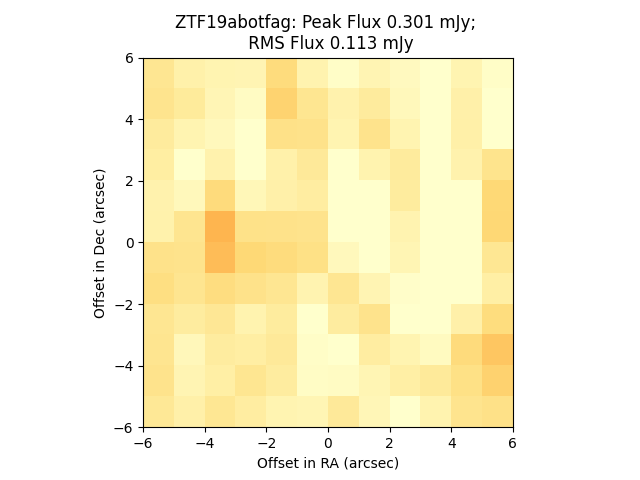 ZTF19abotfag: Peak Flux 0.301 mJy;
RMS Flux 0.113 mJy
6
4
2
0
−2
−4
−6
Offset in Dec (arcsec)
−6 −4 −2 0 2 4 6
Offset in RA (arcsec)